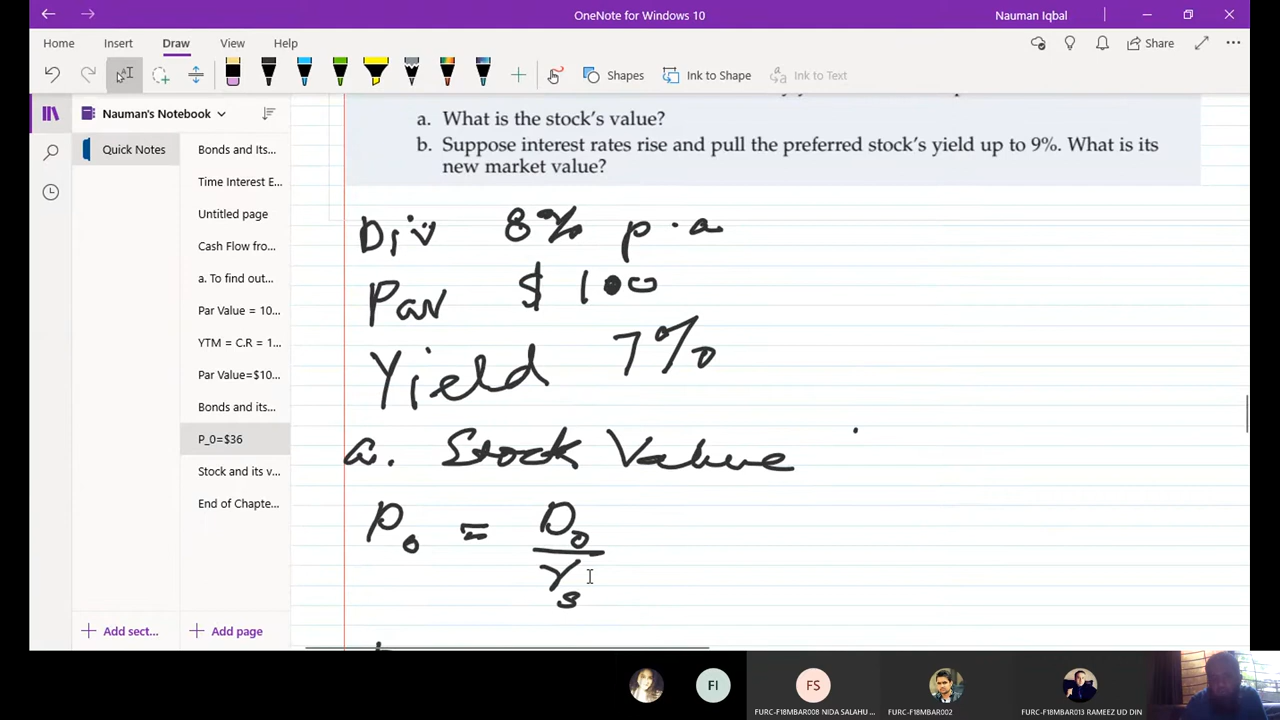 OneNote for Windows 10
Nauman Iqbal
Home Insert Draw View Help
Share
Shapes
Ink to Shape
Ink to Text
Nauman's Notebook
Quick Notes
Bonds and Its...
Time Interest E...
Untitled page
Cash Flow fro...
a. To find out...
Par Value = 10...
YTM = C.R = 1...
Par Value=$10...
Bonds and its...
P_0=$36
Stock and its v...
End of Chapte...
Add sect...
Add page
a. What is the stock's value?
b. Suppose interest rates rise and pull the preferred stock's yield up to 9%. What is its
new market value?
Div 8% p.a
Par $100
Yield 7%
a. Stock Value
P0 = D0
rs
FI
FS
FURC-F18MBAR008 NIDA SALAHU
FURC-F18MBAR002
FURC-F18MBAR013 RAMEEZ UD DIN